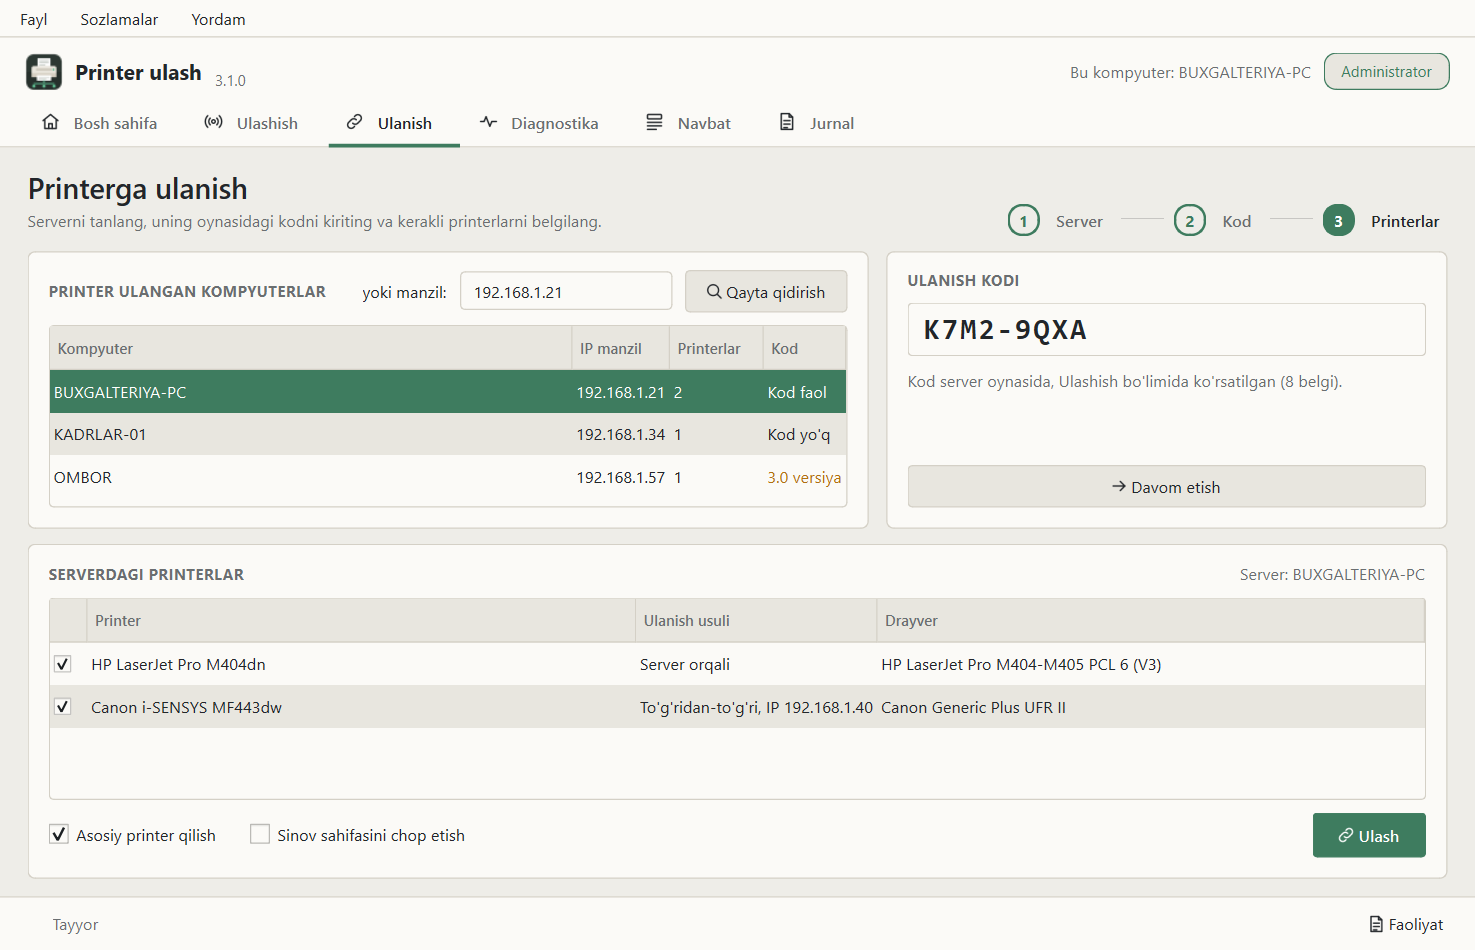 Fayl Sozlamalar Yordam
Printer ulash 3.1.0
Bu kompyuter: BUXGALTERIYA-PC Administrator
Bosh sahifa Ulashish Ulanish Diagnostika Navbat Jurnal
Printerga ulanish
Serverni tanlang, uning oynasidagi kodni kiriting va kerakli printerlarni belgilang.
1 Server 2 Kod 3 Printerlar
PRINTER ULANGAN KOMPYUTERLAR yoki manzil: 192.168.1.21 Qayta qidirish
Kompyuter IP manzil Printerlar Kod
BUXGALTERIYA-PC 192.168.1.21 2 Kod faol
KADRLAR-01 192.168.1.34 1 Kod yo'q
OMBOR 192.168.1.57 1 3.0 versiya
ULANISH KODI
K7M2-9QXA
Kod server oynasida, Ulashish bo'limida ko'rsatilgan (8 belgi).
Davom etish
SERVERDAGI PRINTERLAR Server: BUXGALTERIYA-PC
Printer Ulanish usuli Drayver
HP LaserJet Pro M404dn Server orqali HP LaserJet Pro M404-M405 PCL 6 (V3)
Canon i-SENSYS MF443dw To'g'ridan-to'g'ri, IP 192.168.1.40 Canon Generic Plus UFR II
Asosiy printer qilish Sinov sahifasini chop etish Ulash
Tayyor Faoliyat